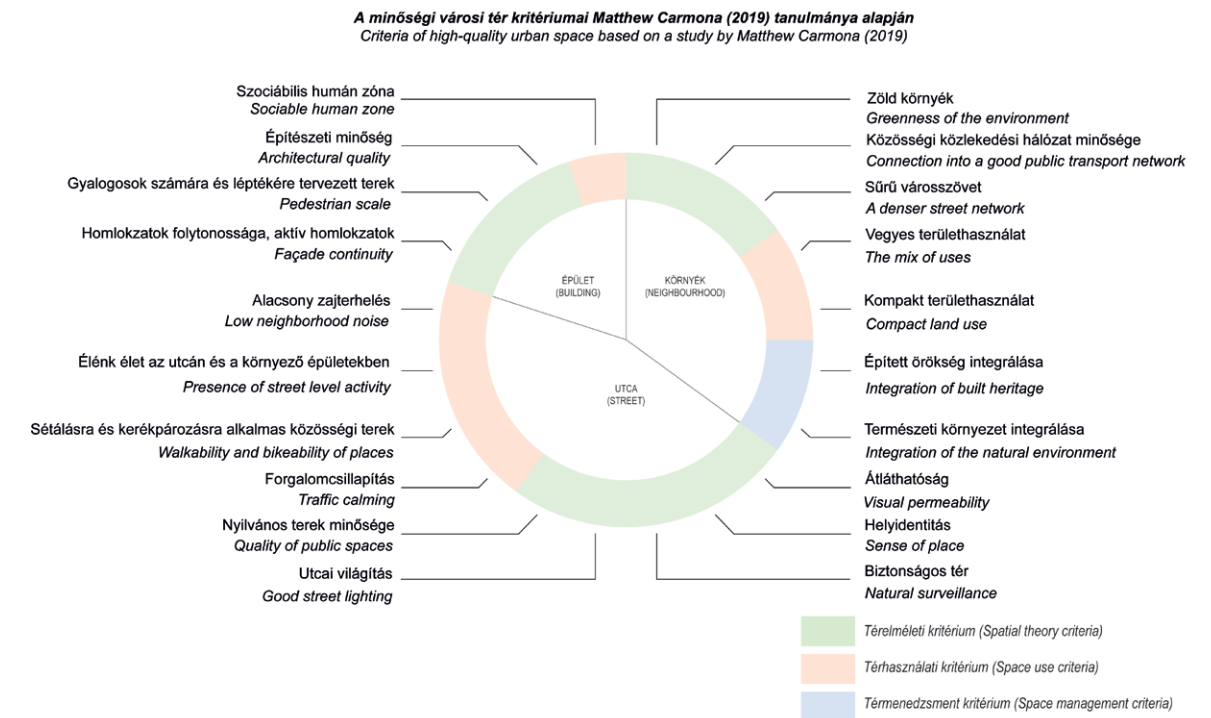 A minőségi városi tér kritériumai Matthew Carmona (2019) tanulmánya alapján
Criteria of high-quality urban space based on a study by Matthew Carmona (2019)
Szociábilis humán zóna
Sociable human zone
Építészeti minőség
Architectural quality
Gyalogosok számára és léptékére tervezett terek
Pedestrian scale
Homlokzatok folytonossága, aktív homlokzatok
Façade continuity
Alacsony zajterhelés
Low neighborhood noise
Élénk élet az utcán és a környező épületekben
Presence of street level activity
Sétálásra és kerékpározásra alkalmas közösségi terek
Walkability and bikeability of places
Forgalomcsillapítás
Traffic calming
Nyilvános terek minősége
Quality of public spaces
Utcai világítás
Good street lighting
ÉPÜLET
(BUILDING)
KÖRNYÉK
(NEIGHBOURHOOD)
UTCA
(STREET)
Zöld környék
Greenness of the environment
Közösségi közlekedési hálózat minősége
Connection into a good public transport network
Sűrű városszövet
A denser street network
Vegyes területhasználat
The mix of uses
Kompakt területhasználat
Compact land use
Épített örökség integrálása
Integration of built heritage
Természeti környezet integrálása
Integration of the natural environment
Átláthatóság
Visual permeability
Helyidentitás
Sense of place
Biztonságos tér
Natural surveillance
Térelméleti kritérium (Spatial theory criteria)
Térhasználati kritérium (Space use criteria)
Térmenedzsment kritérium (Space management criteria)